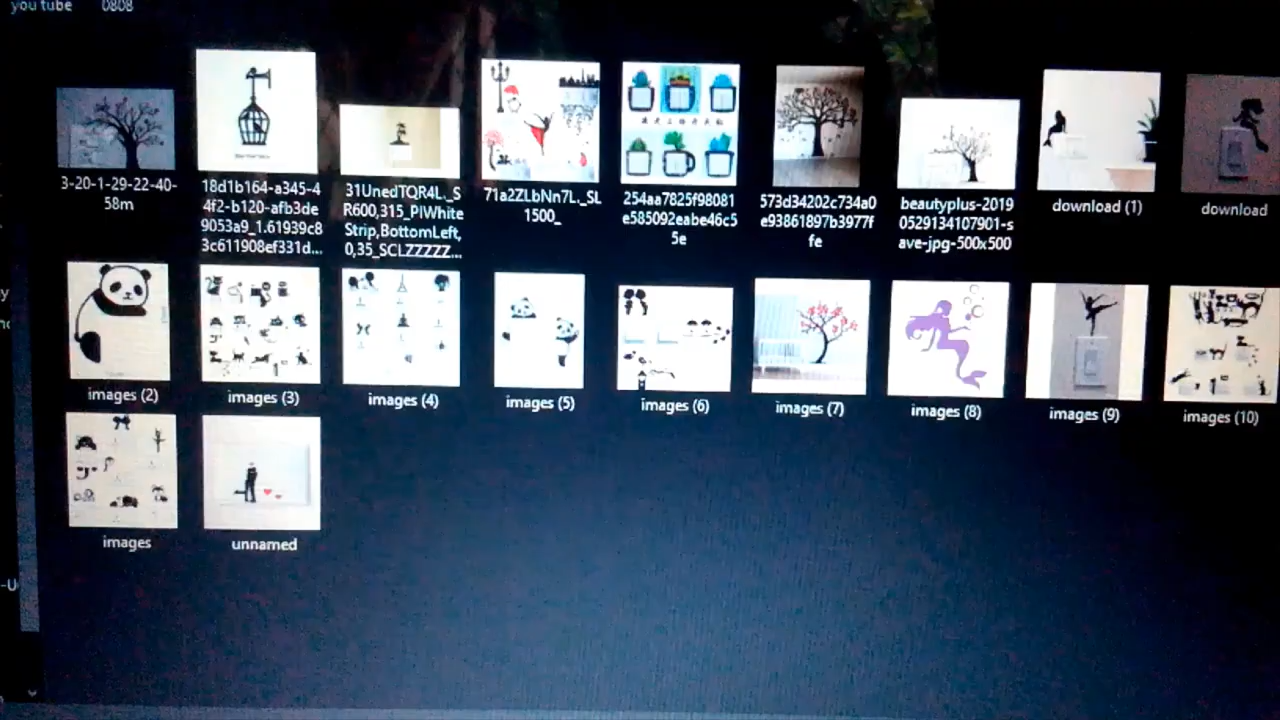 you tube 0808
3-20-1-29-22-40-
58m
18d1b164-a345-4
4f2-b120-afb3de
9053a9_1.61939c8
3c611908ef331d...
31UnedTQR4L._S
R600,315_PIWhite
Strip,BottomLeft,
0,35_SCLZZZZZ...
71a2ZLbNn7L._SL
1500_
254aa7825f98081
e585092eabe46c5
5e
573d34202c734a0
e93861897b3977f
fe
beautyplus-2019
0529134107901-s
ave-jpg-500x500
download (1)
download
images (2)
images (3)
images (4)
images (5)
images (6)
images (7)
images (8)
images (9)
images (10)
images
unnamed
-U